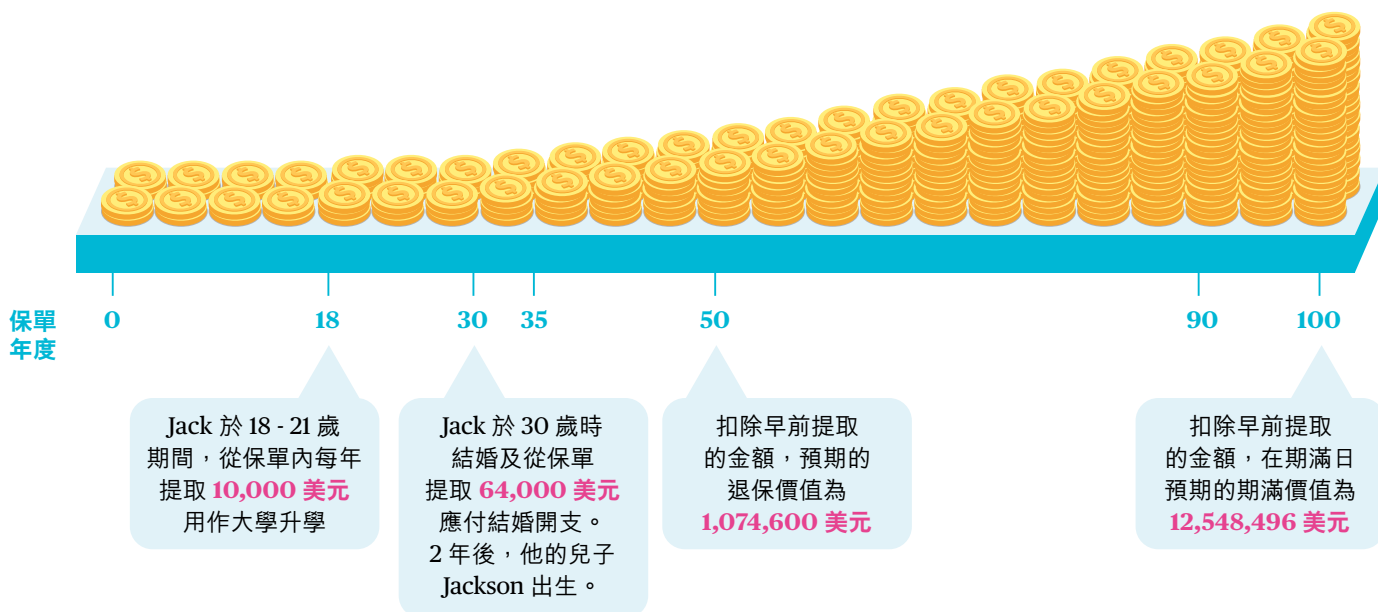 保單
年度
0
18
30
35
50
90
100
Jack 於 18 - 21 歲
期間，從保單內每年
提取 10,000 美元
用作大學升學
Jack 於 30 歲時
結婚及從保單
提取 64,000 美元
應付結婚開支。
2 年後，他的兒子
Jackson 出生。
扣除早前提取
的金額，預期的
退保價值為
1,074,600 美元
扣除早前提取
的金額，在期滿日
預期的期滿價值為
12,548,496 美元